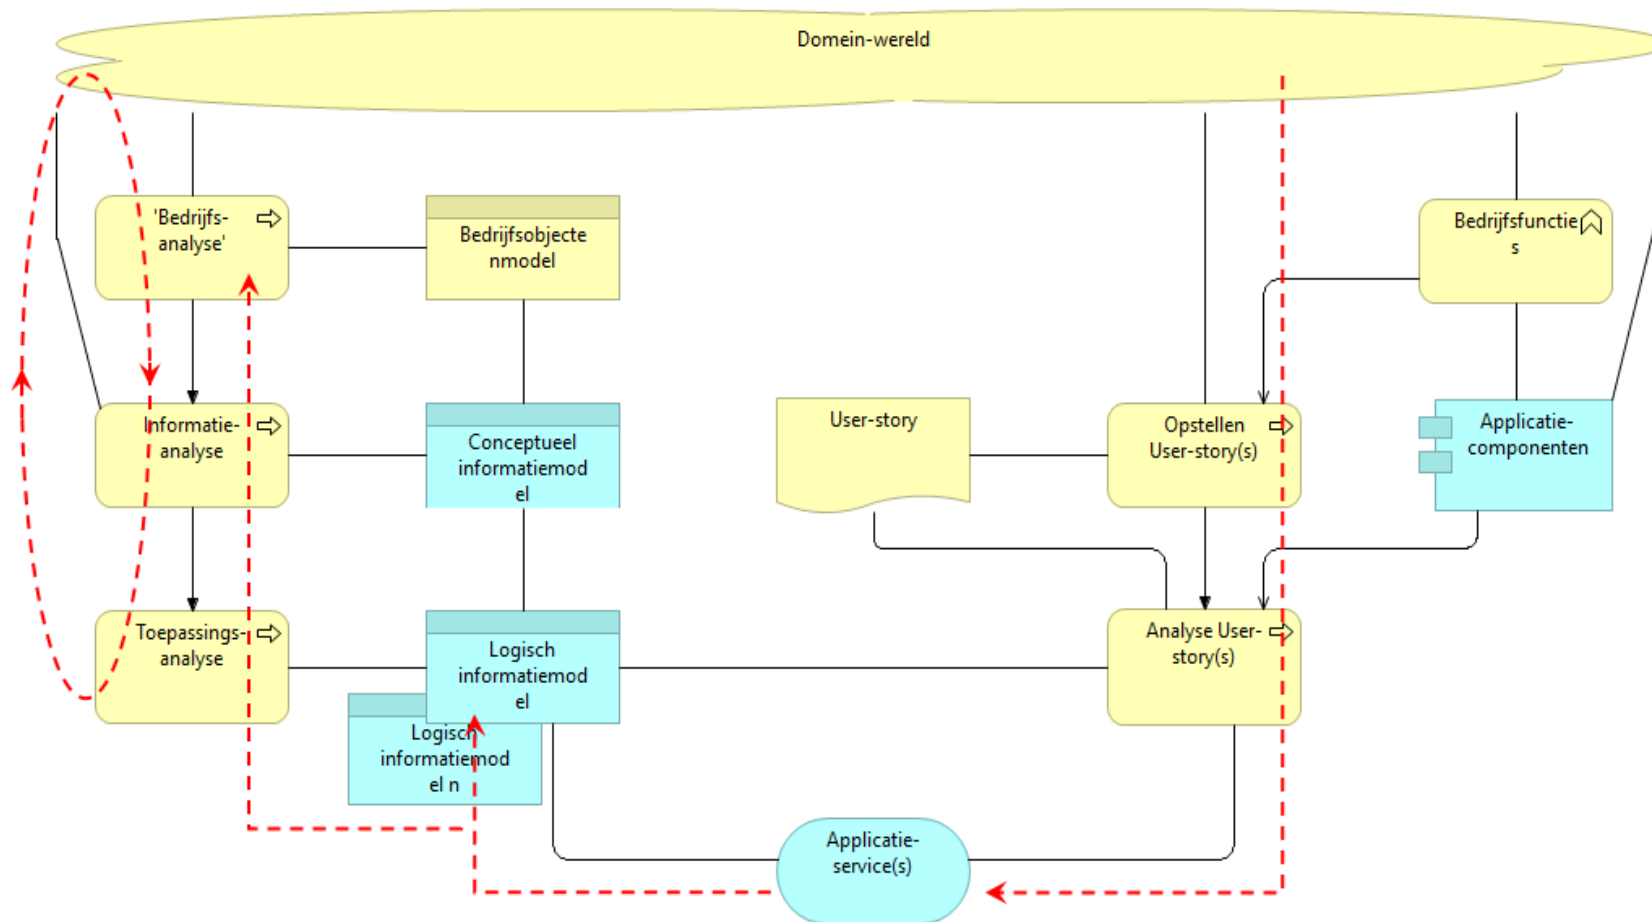 Domein-wereld
'Bedrijfs-
analyse'
Bedrijfsobjecte
nmodel
Bedrijfsfunctie
s
Informatie-
analyse
Conceptueel
informatiemod
el
User-story
Opstellen
User-story(s)
Applicatie-
componenten
Toepassings-
analyse
Logisch
informatiemod
el
Analyse User-
story(s)
Logisch
informatiemod
el n
Applicatie-
service(s)